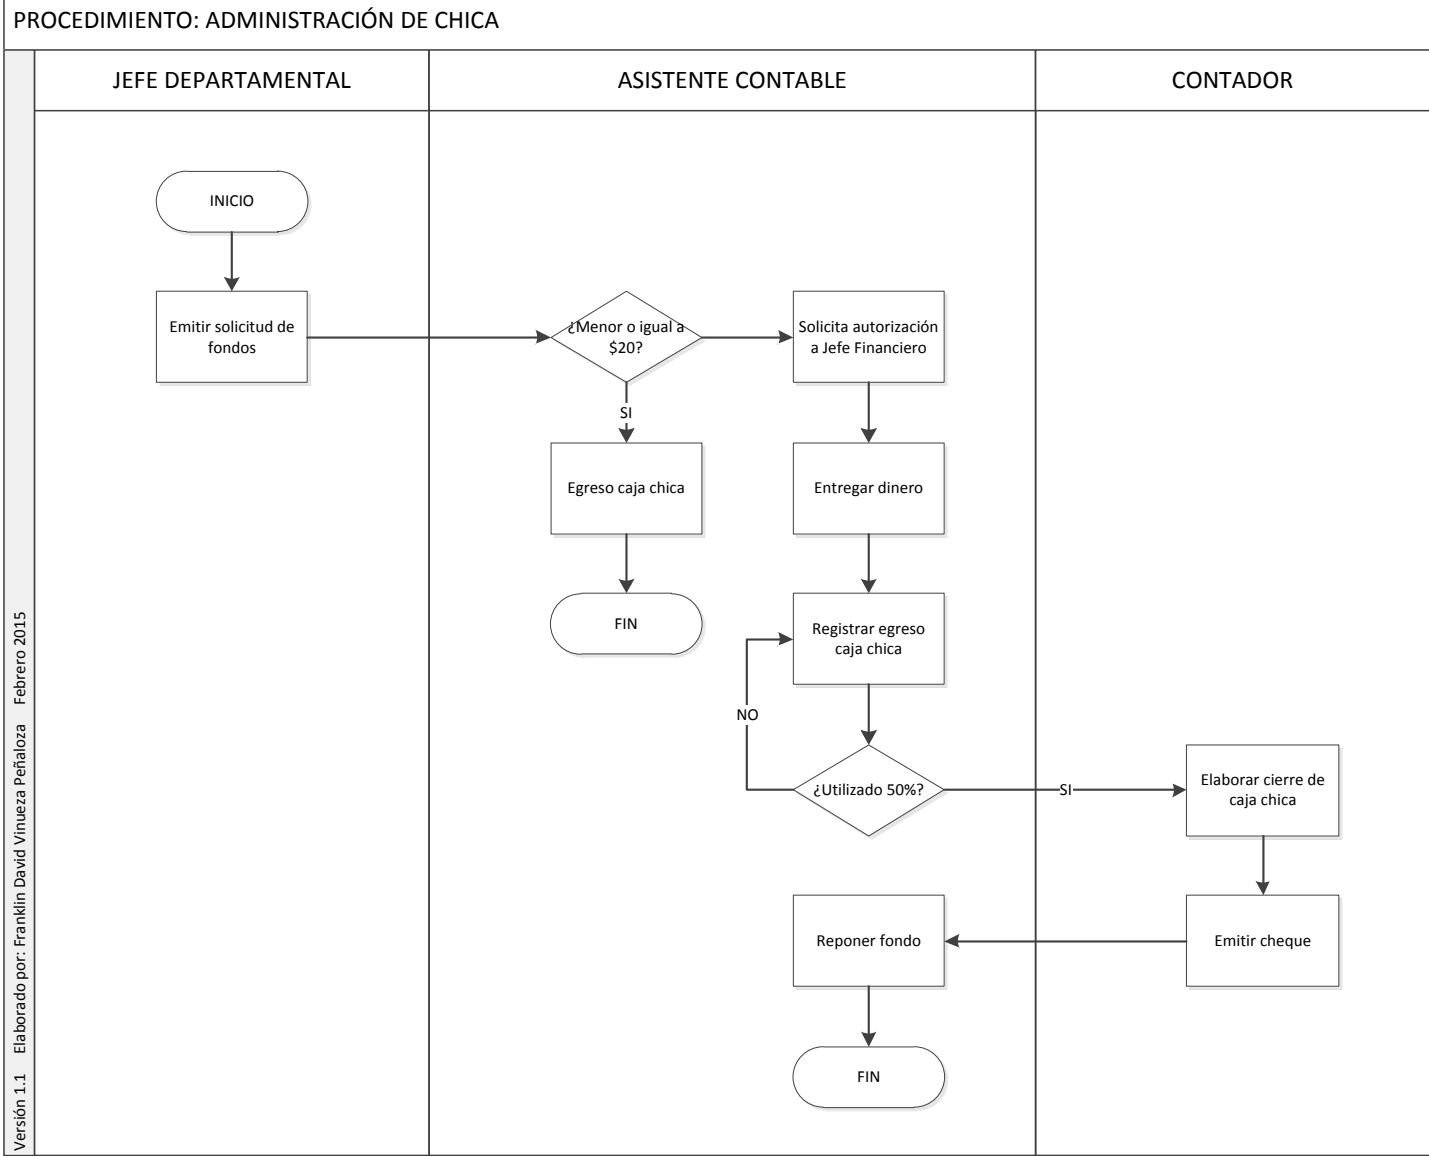 PROCEDIMIENTO: ADMINISTRACIÓN DE CHICA
JEFE DEPARTAMENTAL
ASISTENTE CONTABLE
CONTADOR
INICIO
Emitir solicitud de
fondos
¿Menor o igual a
$20?
Solicita autorización
a Jefe Financiero
SI
Egreso caja chica
Entregar dinero
FIN
Registrar egreso
caja chica
NO
¿Utilizado 50%?
SI
Elaborar cierre de
caja chica
Reponer fondo
Emitir cheque
FIN
Versión 1.1 Elaborado por: Franklin David Vinueza Peñaloza Febrero 2015